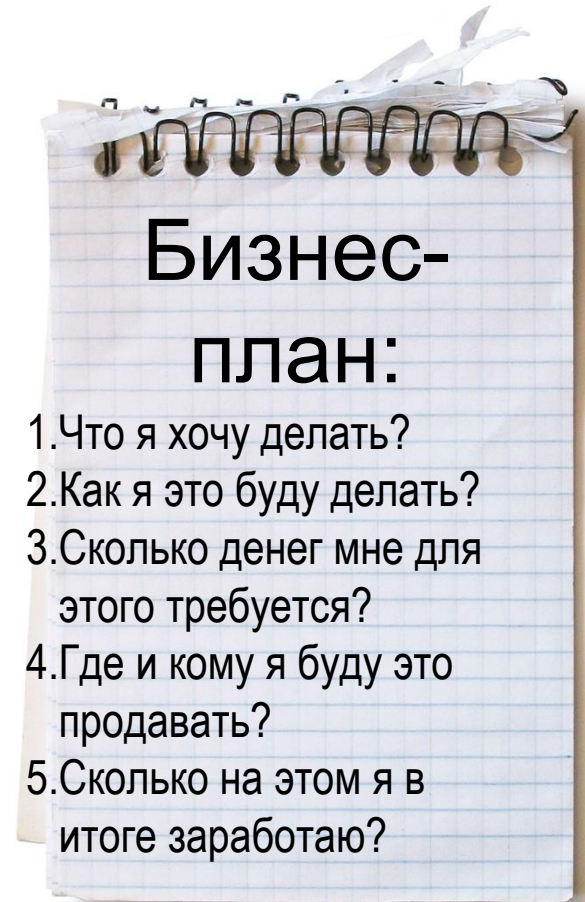 Бизнес-
план:
1.Что я хочу делать?
2.Как я это буду делать?
3.Сколько денег мне для
этого требуется?
4.Где и кому я буду это
продавать?
5.Сколько на этом я в
итоге заработаю?